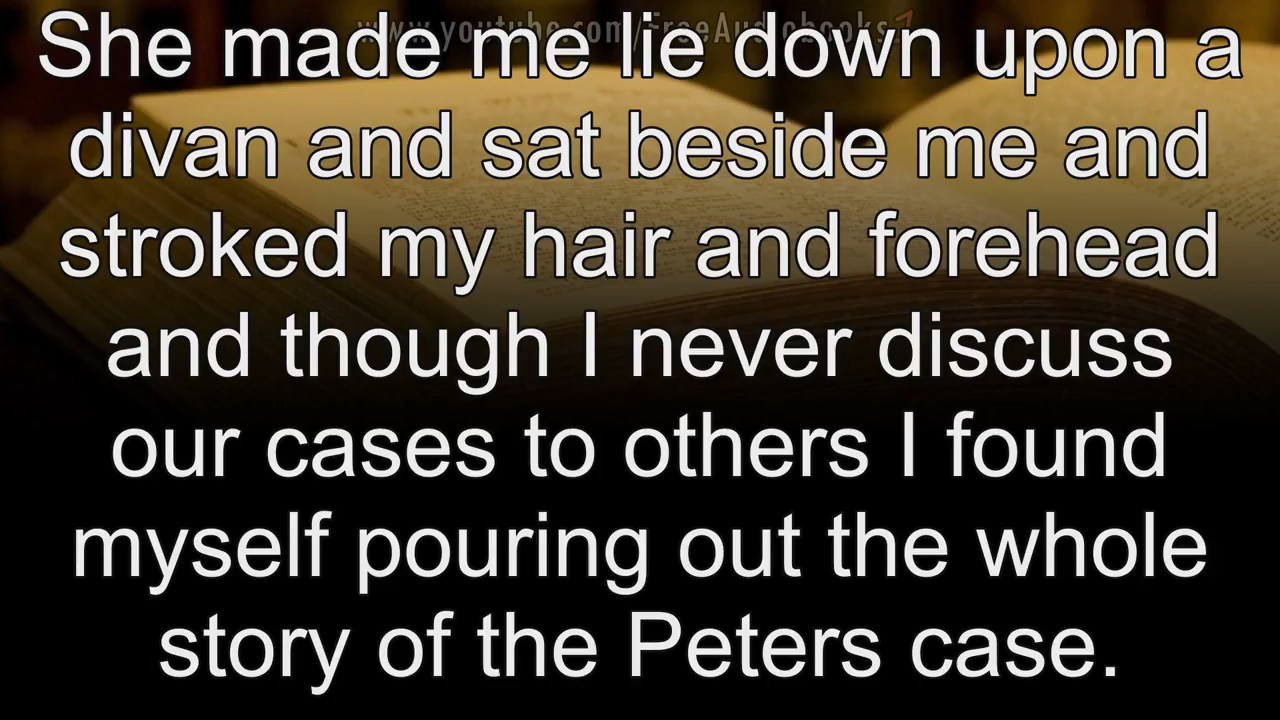 www.youtube.com/FreeAudiobooks1
She made me lie down upon a
divan and sat beside me and
stroked my hair and forehead
and though I never discuss
our cases to others I found
myself pouring out the whole
story of the Peters case.